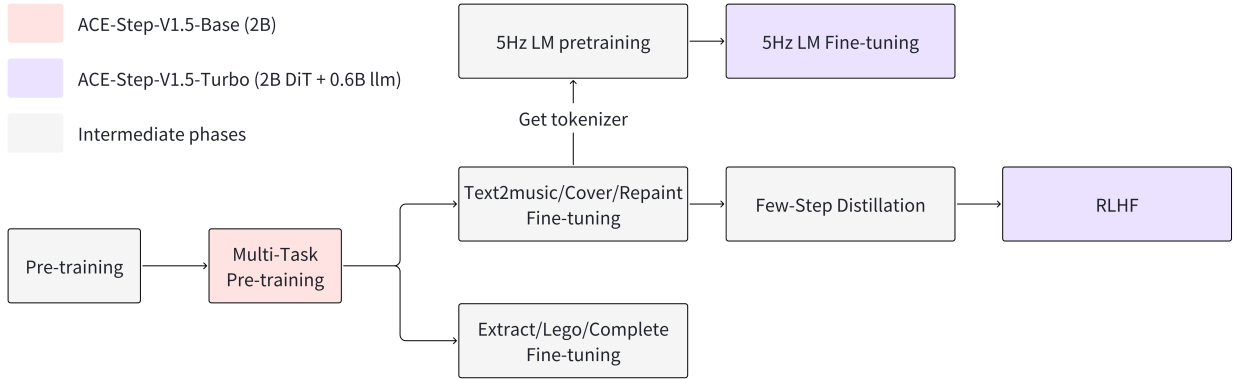 ACE-Step-V1.5-Base (2B)
ACE-Step-V1.5-Turbo (2B DiT + 0.6B llm)
Intermediate phases
5Hz LM pretraining
5Hz LM Fine-tuning
Get tokenizer
Text2music/Cover/Repaint
Fine-tuning
Few-Step Distillation
RLHF
Pre-training
Multi-Task
Pre-training
Extract/Lego/Complete
Fine-tuning